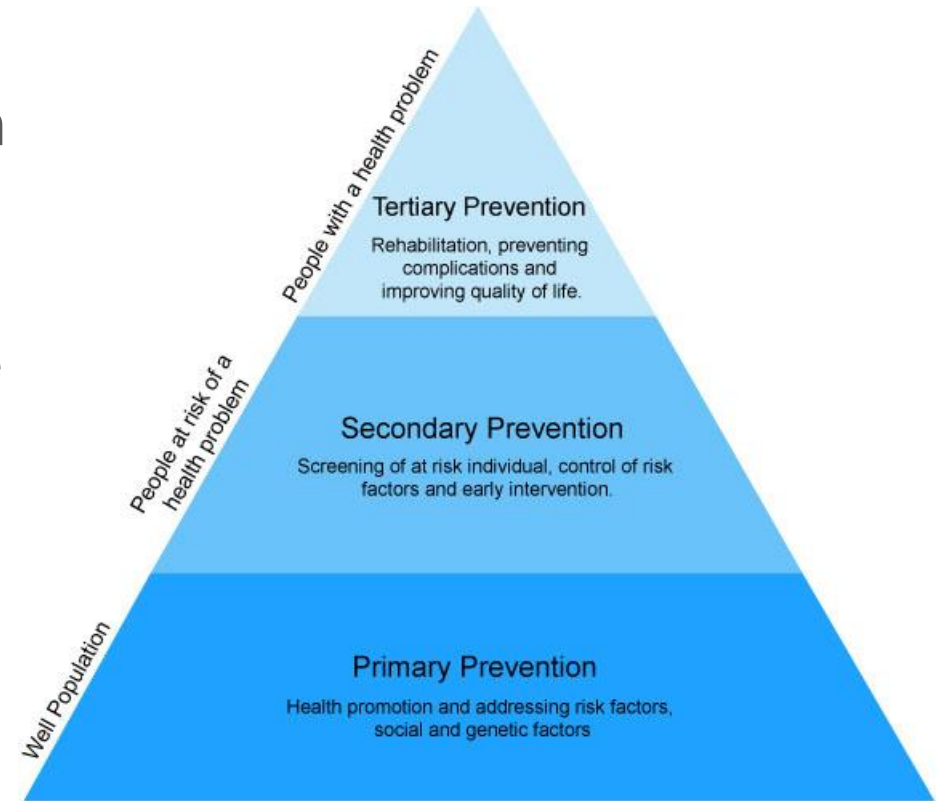 People with a health problem
Tertiary Prevention
Rehabilitation, preventing
complications and
improving quality of life.
People at risk of a
health problem
Secondary Prevention
Screening of at risk individual, control of risk
factors and early intervention.
Well Population
Primary Prevention
Health promotion and addressing risk factors,
social and genetic factors